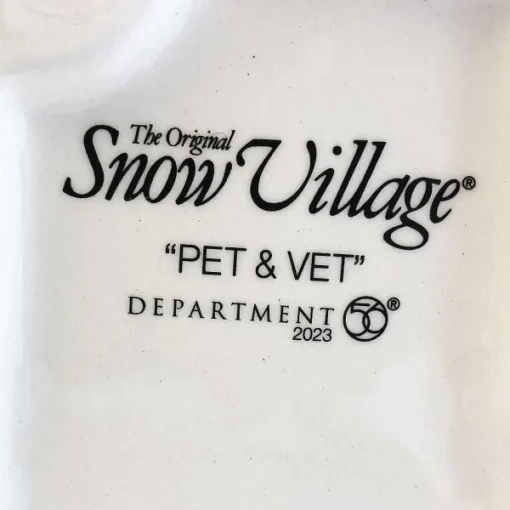 The Original
Snow Village®
“PET & VET”
DEPARTMENT 56®
2023